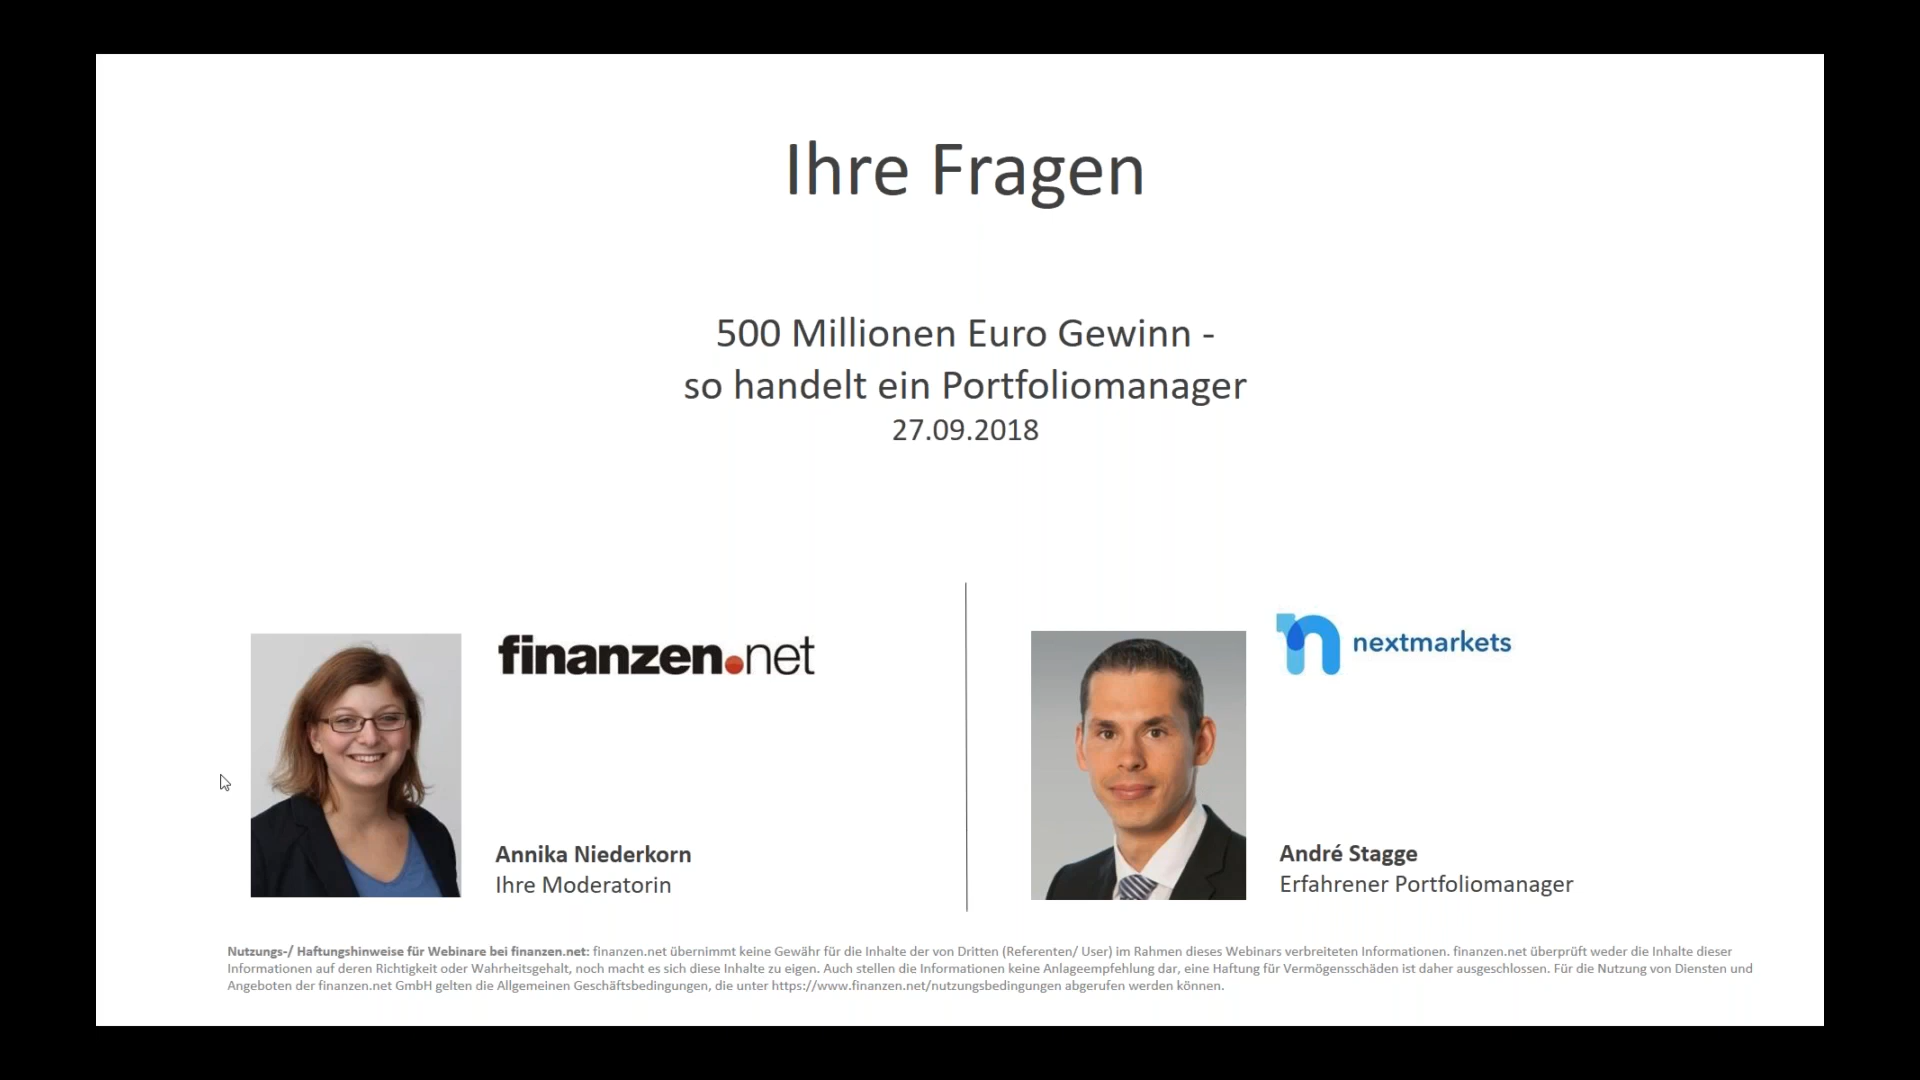 Ihre Fragen
500 Millionen Euro Gewinn -
so handelt ein Portfoliomanager
27.09.2018
finanzen.net
Annika Niederkorn
Ihre Moderatorin
nextmarkets
André Stagge
Erfahrener Portfoliomanager
Nutzungs-/ Haftungshinweise für Webinare bei finanzen.net: finanzen.net übernimmt keine Gewähr für die Inhalte der von Dritten (Referenten/ User) im Rahmen dieses Webinars verbreiteten Informationen. finanzen.net überprüft weder die Inhalte dieser
Informationen auf deren Richtigkeit oder Wahrheitsgehalt, noch macht es sich diese Inhalte zu eigen. Auch stellen die Informationen keine Anlageempfehlung dar, eine Haftung für Vermögensschäden ist daher ausgeschlossen. Für die Nutzung von Diensten und
Angeboten der finanzen.net GmbH gelten die Allgemeinen Geschäftsbedingungen, die unter https://www.finanzen.net/nutzungsbedingungen abgerufen werden können.